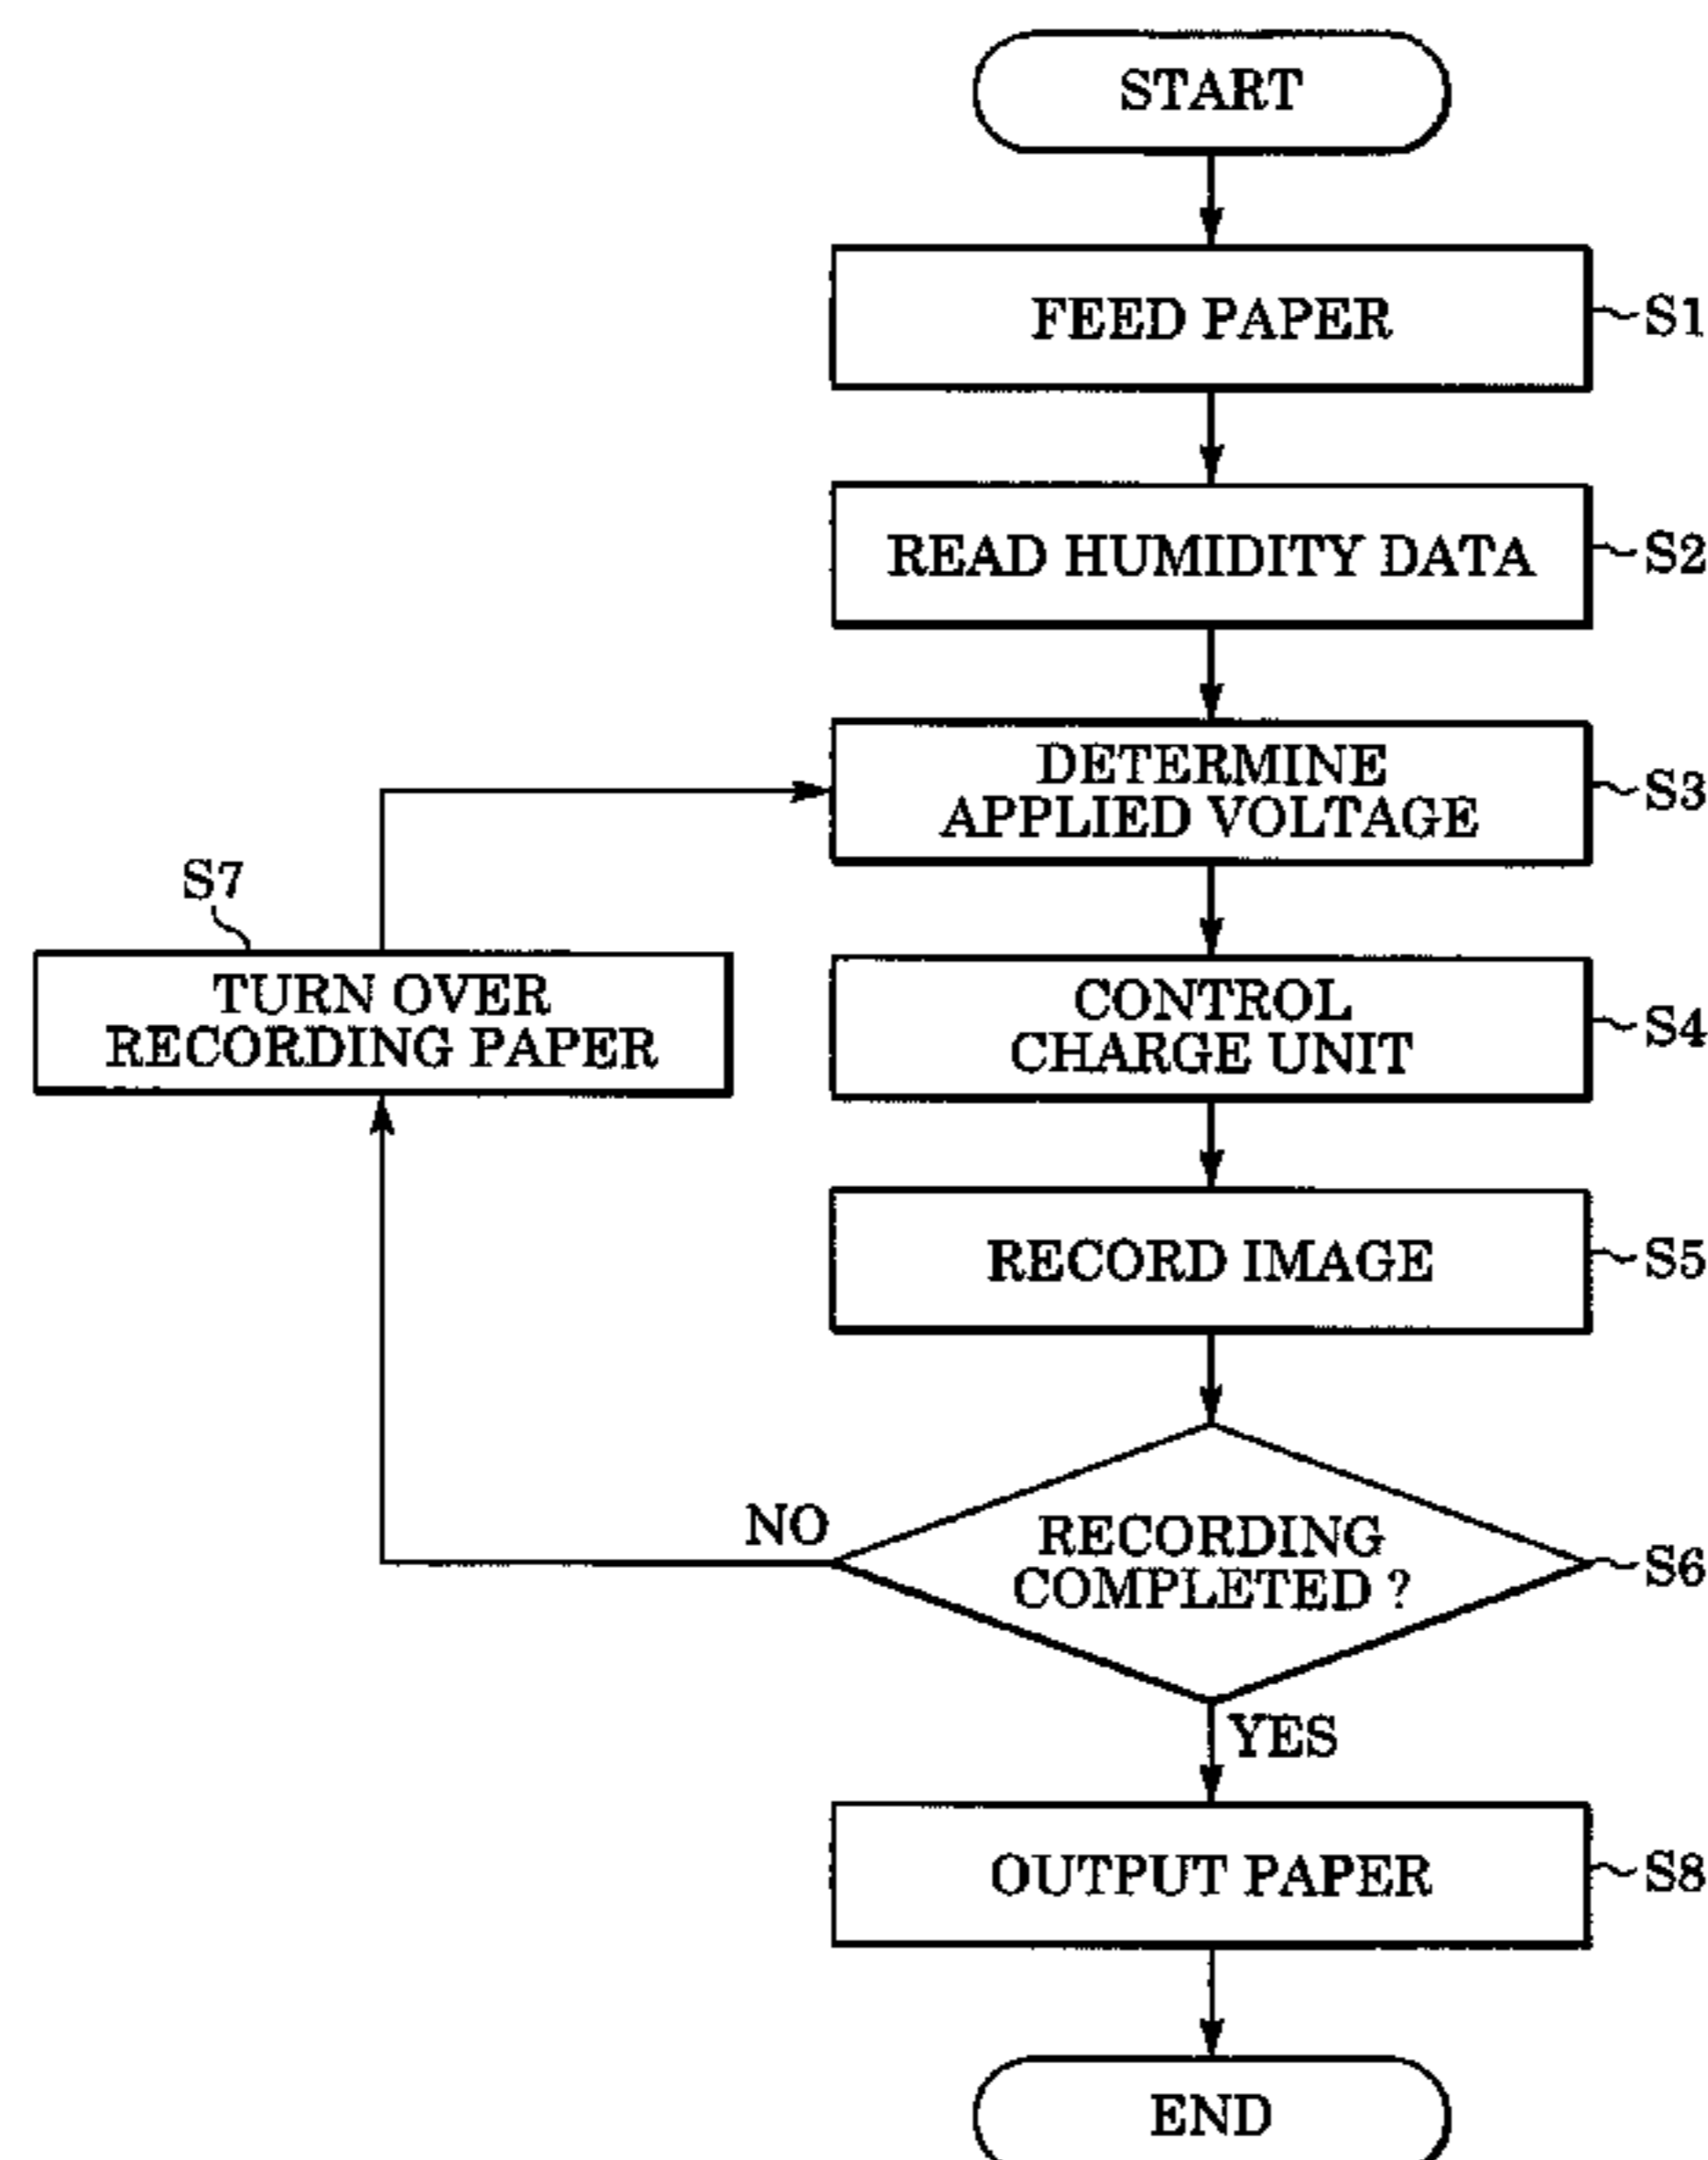 START
FEED PAPER
S1
READ HUMIDITY DATA
S2
DETERMINE
APPLIED VOLTAGE
S3
S7
TURN OVER
RECORDING PAPER
CONTROL
CHARGE UNIT
S4
RECORD IMAGE
S5
NO
RECORDING
COMPLETED ?
S6
YES
OUTPUT PAPER
S8
END